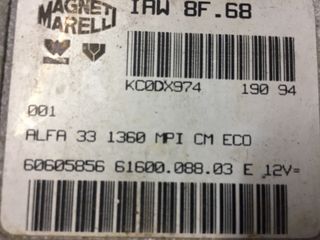 MAGNETI
MARELLI
IAW 8F.68
KC0DX974 190 94
001
ALFA 33 1360 MPI CM ECO
60605856 61600.088.03 E 12V=